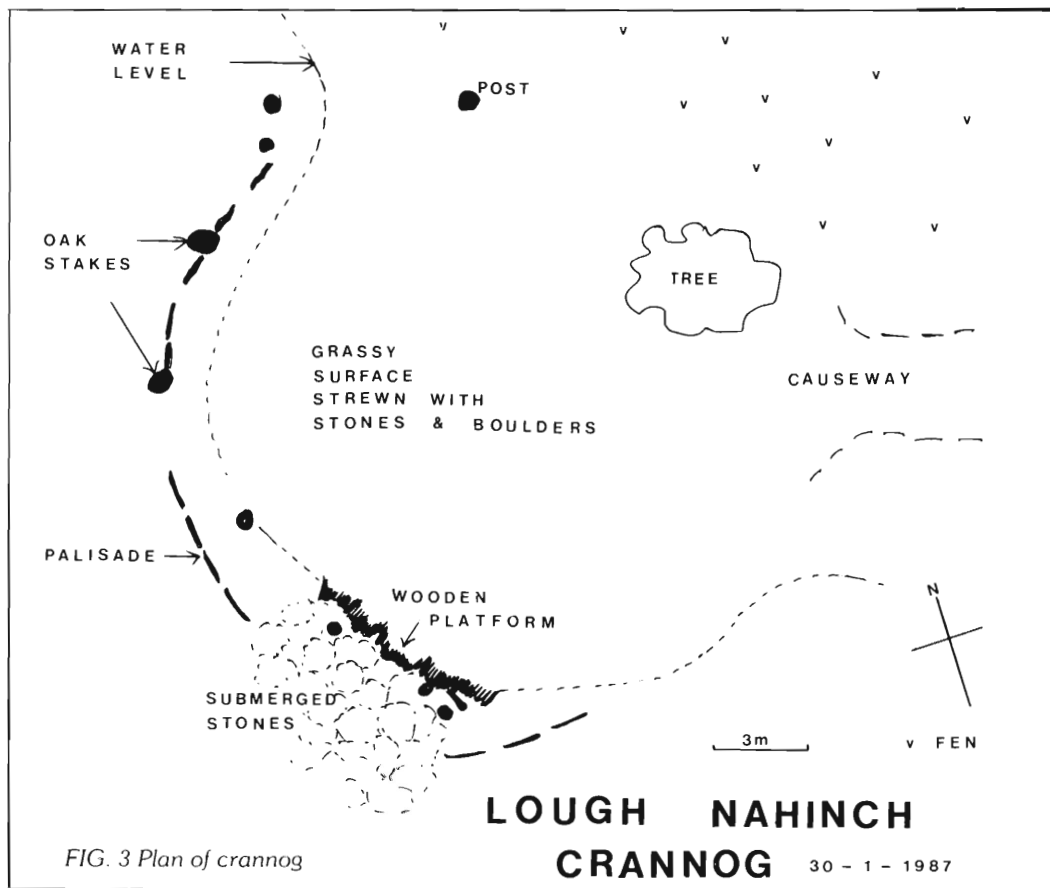 WATER
LEVEL
POST
OAK
STAKES
TREE
GRASSY
SURFACE
STREWN WITH
STONES & BOULDERS
CAUSEWAY
PALISADE
WOODEN
PLATFORM
N
SUBMERGED
STONES
3m
v FEN
LOUGH NAHINCH
CRANNOG 30-1-1987
FIG. 3 Plan of crannog